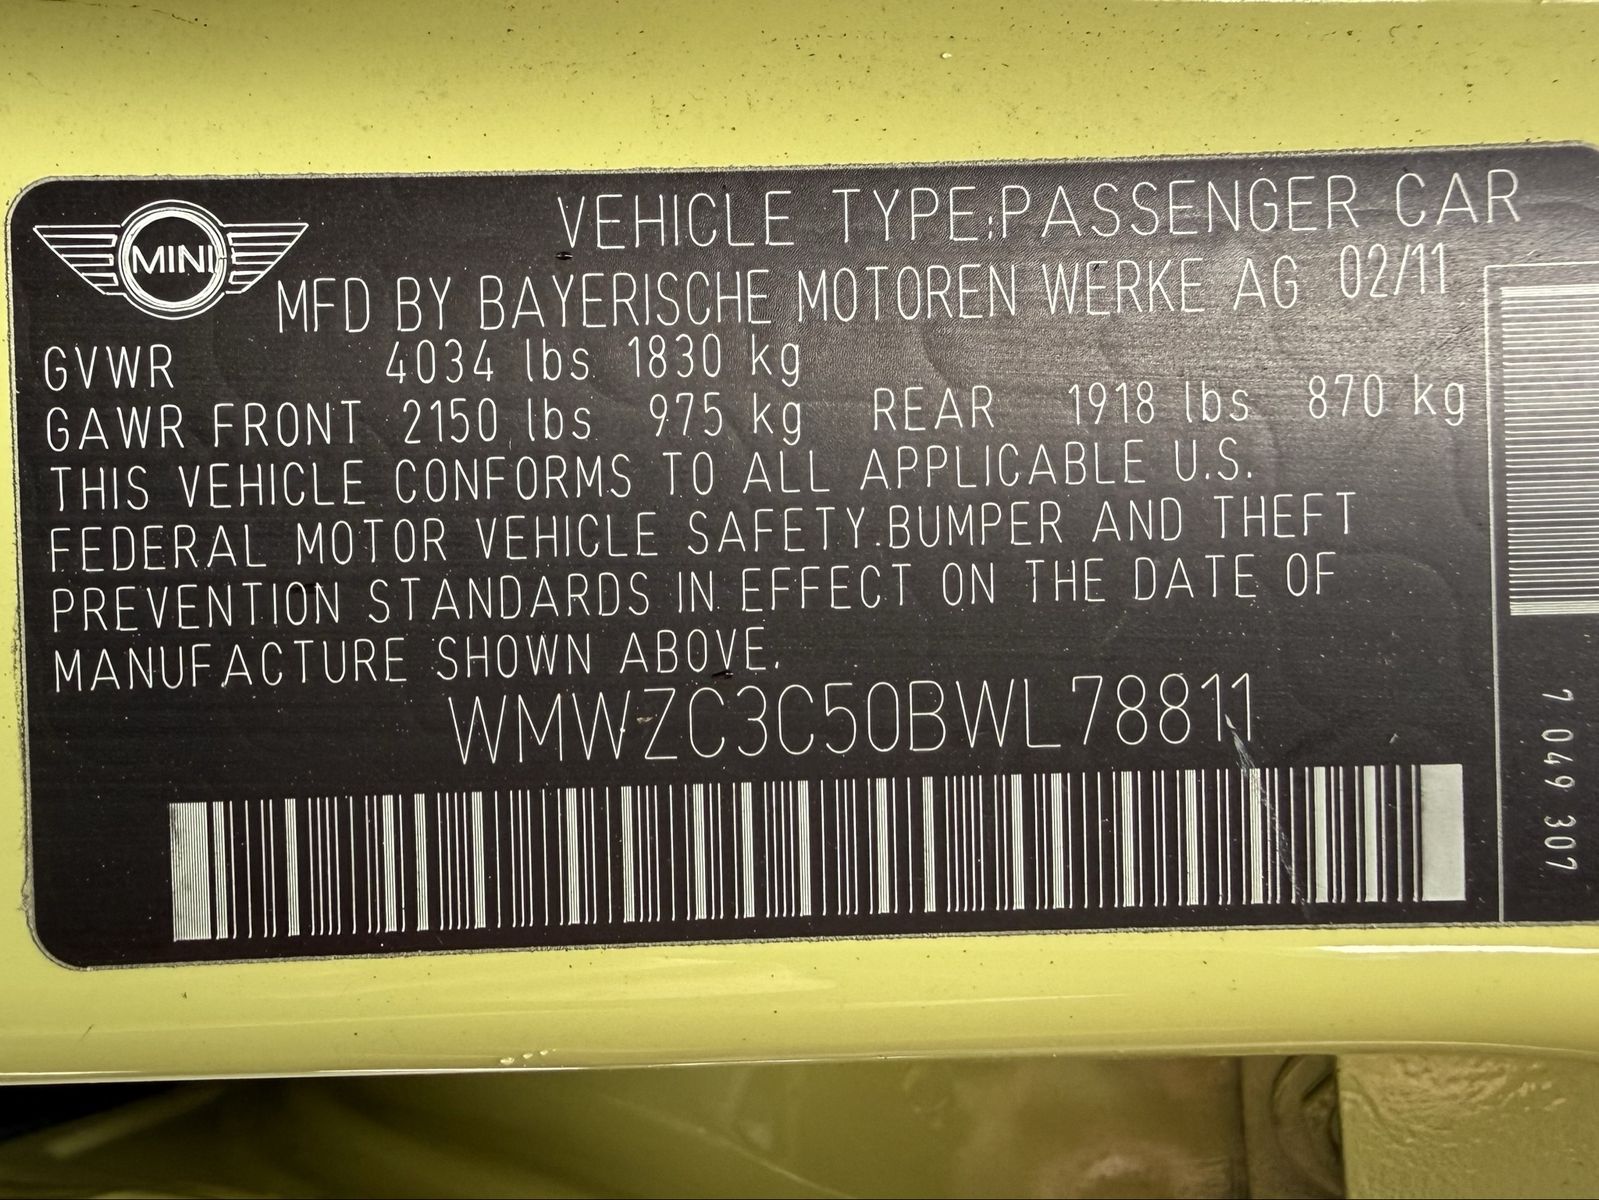 MINI
VEHICLE TYPE:PASSENGER CAR
MFD BY BAYERISCHE MOTOREN WERKE AG 02/11
GVWR 4034 lbs 1830 kg
GAWR FRONT 2150 lbs 975 kg REAR 1918 lbs 870 kg
THIS VEHICLE CONFORMS TO ALL APPLICABLE U.S.
FEDERAL MOTOR VEHICLE SAFETY.BUMPER AND THEFT
PREVENTION STANDARDS IN EFFECT ON THE DATE OF
MANUFACTURE SHOWN ABOVE.
WMWZC3C50BWL78811
7 049 307